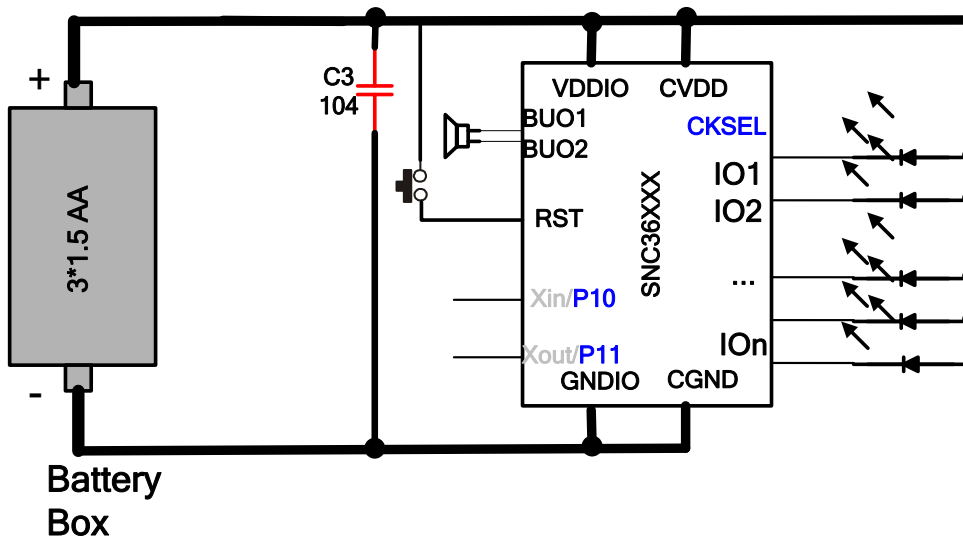 +
3*1.5 AA
-
Battery
Box
C3
104
VDDIO
CVDD
BUO1
CKSEL
BUO2
IO1
IO2
RST
SNC36XXX
...
Xin/P10
IOn
Xout/P11
GNDIO
CGND